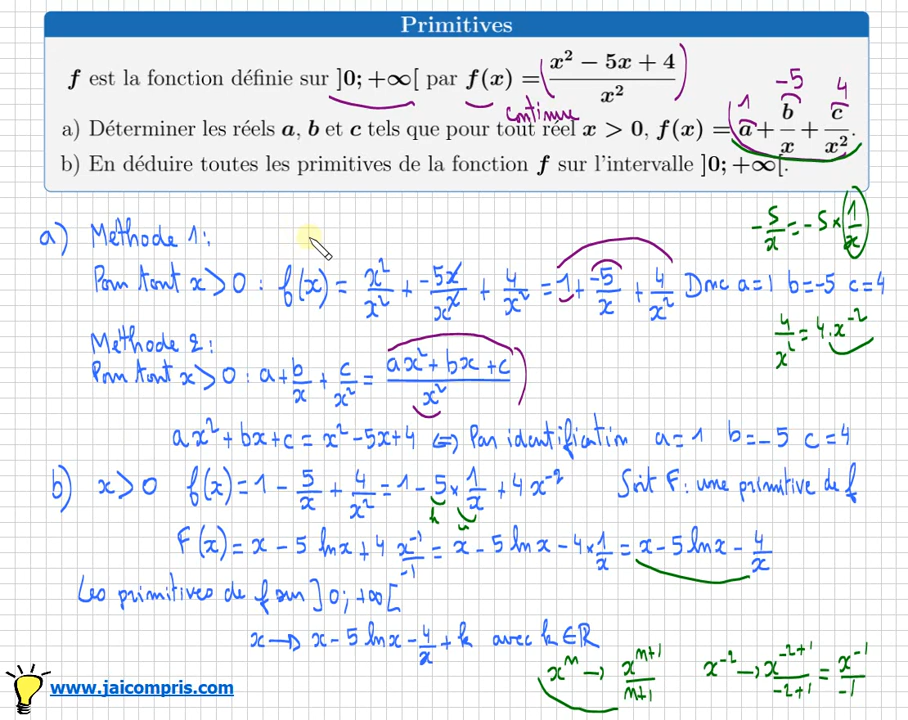 Primitives
f est la fonction définie sur ]0; +∞[ par f(x) = (x² − 5x + 4)/x²
continue
1 -5 4
a) Déterminer les réels a, b et c tels que pour tout réel x > 0, f(x) = a + b/x + c/x².
b) En déduire toutes les primitives de la fonction f sur l'intervalle ]0; +∞[.
-5/x = -5 × 1/x
a) Methode 1:
Pour tout x > 0 : f(x) = x²/x² + -5x/x² + 4/x² = 1 + -5/x + 4/x² Donc a = 1 b = -5 c = 4
4/x² = 4. x⁻²
Methode 2:
Pour tout x > 0 : a + b/x + c/x² = (ax² + bx + c)/x²
ax² + bx + c = x² - 5x + 4 ⇔ Par identification a = 1 b = -5 c = 4
b) x > 0 f(x) = 1 - 5/x + 4/x² = 1 - 5 × 1/x + 4x⁻² Soit F : une primitive de f
F(x) = x - 5 ln x + 4 x⁻¹/-1 = x - 5 ln x - 4 × 1/x = x - 5 ln x - 4/x
Les primitives de f sur ]0; +∞[
x → x - 5 ln x - 4/x + k avec k ∈ ℝ
xⁿ → xⁿ⁺¹/n+1 x⁻² → x⁻²⁺¹/-2+1 = x⁻¹/-1
www.jaicompris.com